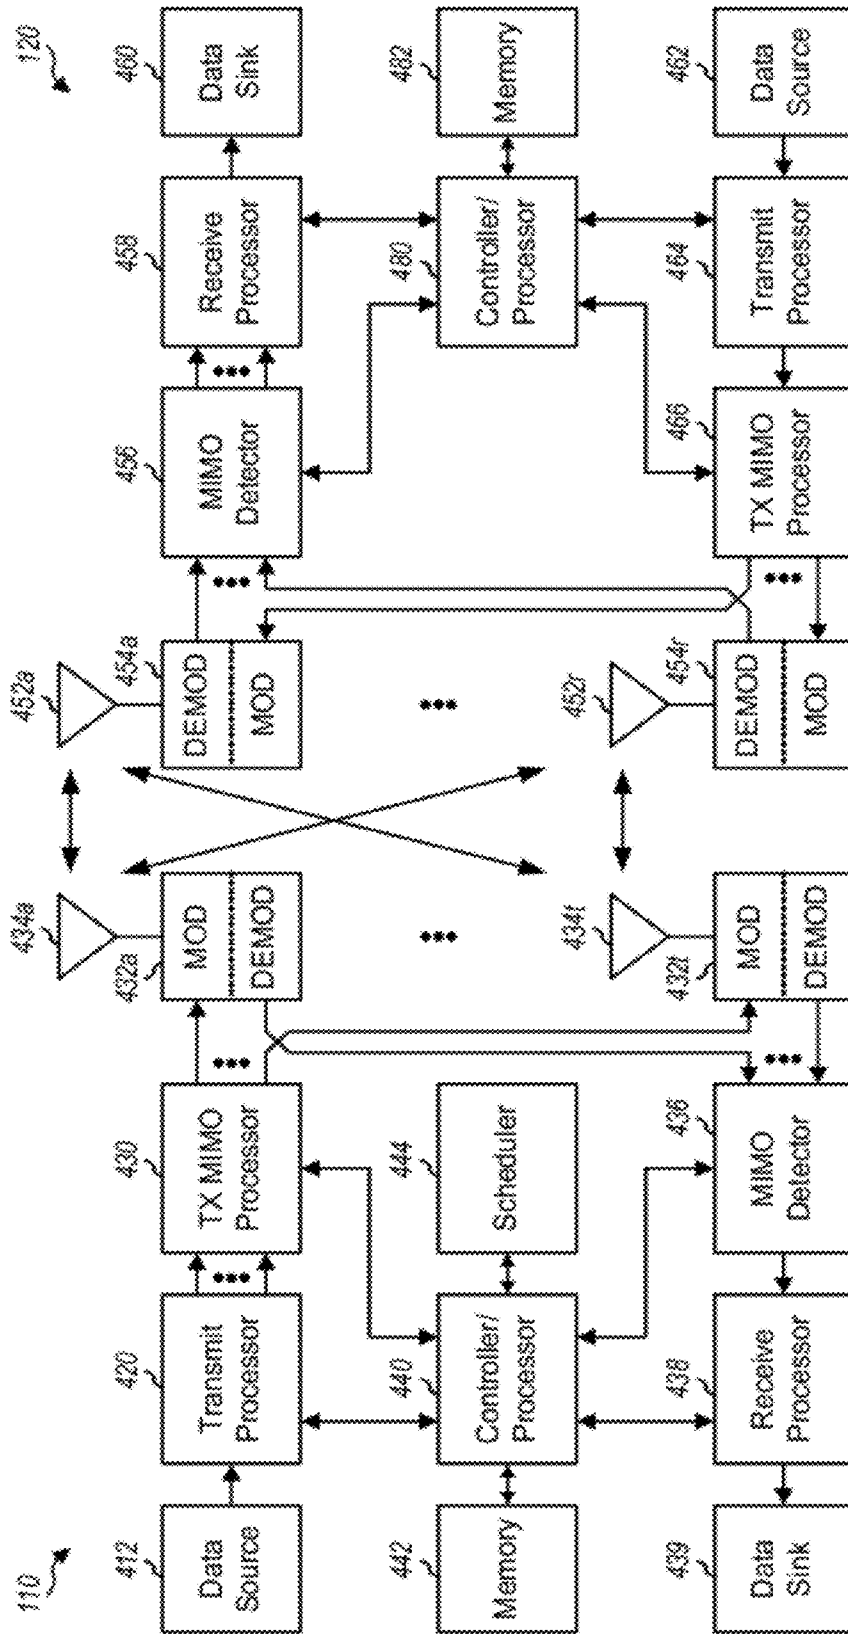 110
120
412
Data
Source
420
Transmit
Processor
430
TX MIMO
Processor
432a
MOD
DEMOD
434a
452a
454a
DEMOD
MOD
456
MIMO
Detector
458
Receive
Processor
460
Data
Sink
442
Memory
440
Controller/
Processor
444
Scheduler
480
Controller/
Processor
482
Memory
439
Data
Sink
438
Receive
Processor
436
MIMO
Detector
432t
MOD
DEMOD
434t
452r
454r
DEMOD
MOD
466
TX MIMO
Processor
464
Transmit
Processor
462
Data
Source